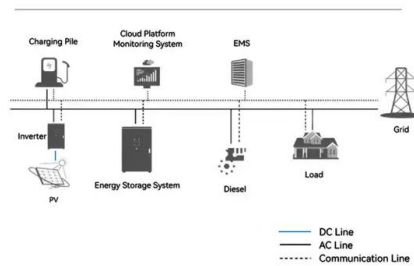 Charging Pile
Cloud Platform
Monitoring System
EMS
Grid
Inverter
PV
Energy Storage System
Diesel
Load
DC Line
AC Line
Communication Line